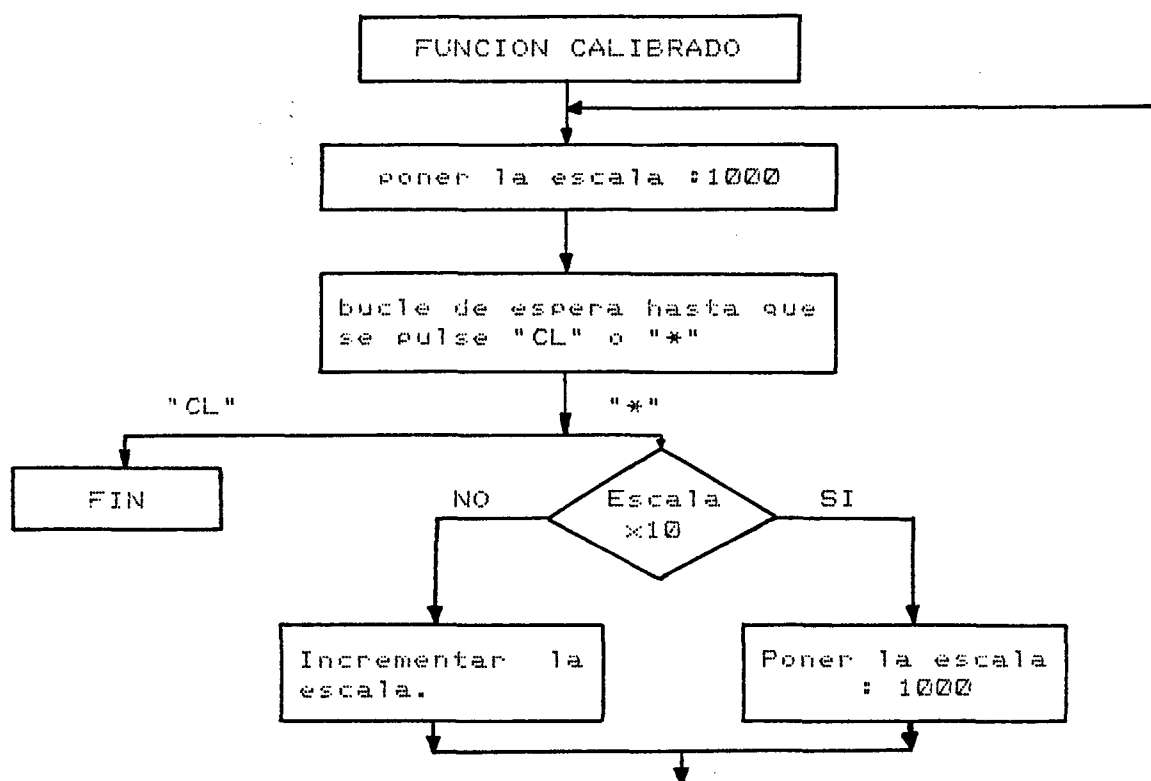 FUNCION CALIBRADO
poner la escala :1000
bucle de espera hasta que
se pulse "CL" o "*"
"CL"
"*"
FIN
NO
Escala
x10
SI
Incrementar la
escala.
Poner la escala
: 1000